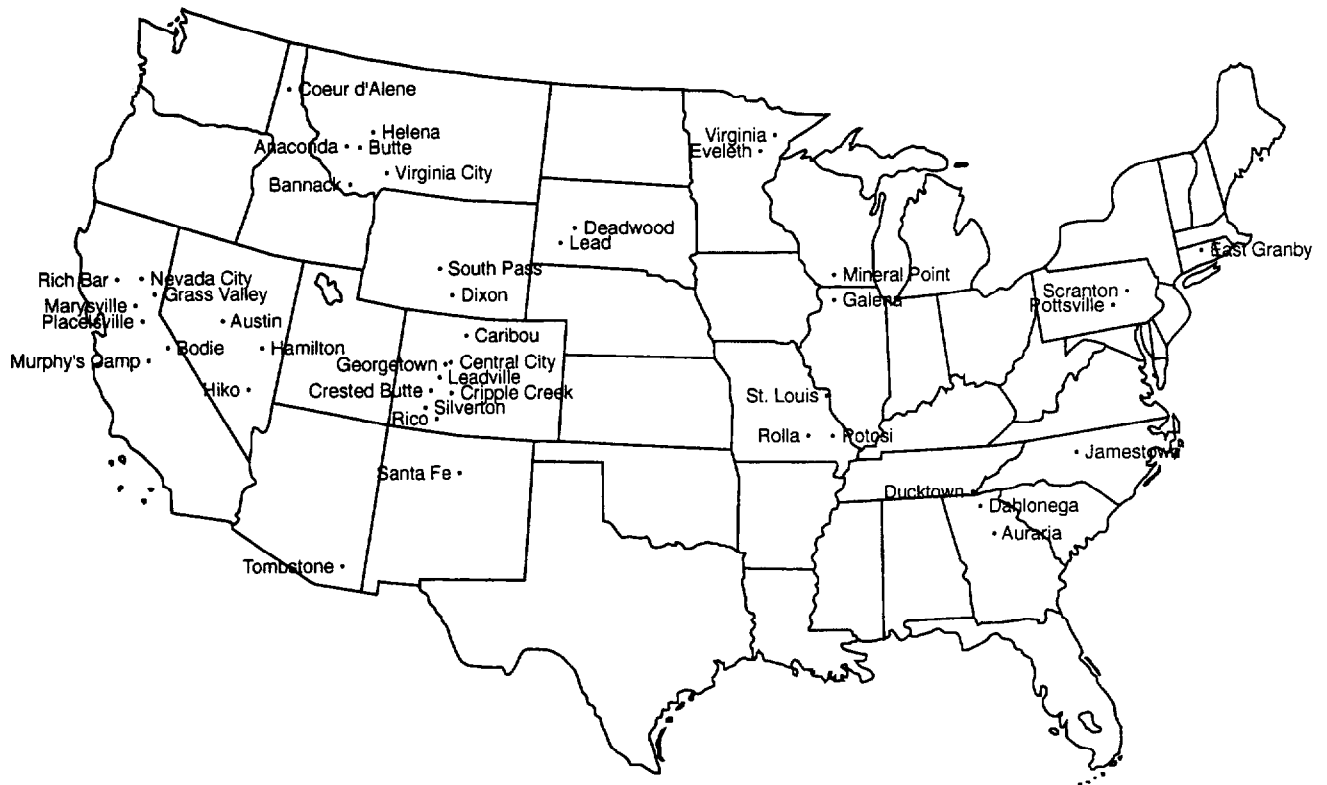 Coeur d'Alene
Helena
Anaconda
Butte
Virginia City
Bannack
Virginia
Eveleth
Deadwood
Lead
East Granby
South Pass
Dixon
Mineral Point
Galena
Scranton
Pottsville
Rich Bar
Nevada City
Grass Valley
Marysville
Placelsville
Austin
Bodie
Hamilton
Murphy's Camp
Hiko
Caribou
Georgetown
Central City
Leadville
Crested Butte
Cripple Creek
Silverton
Rico
St. Louis
Rolla
Potosi
Jamestown
Santa Fe
Ducktown
Dahlonega
Auraria
Tombstone